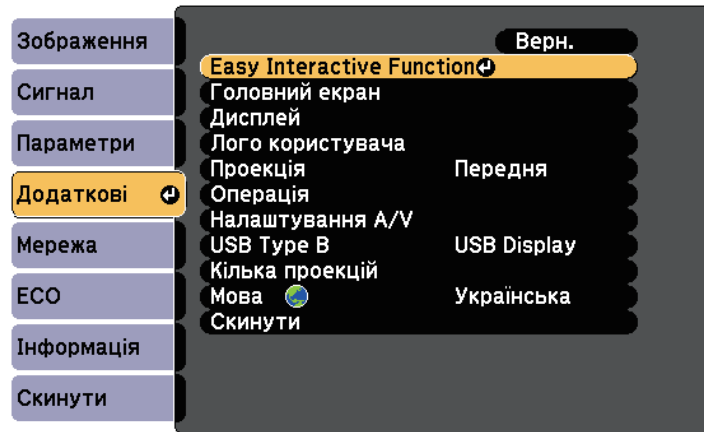 Зображення
Сигнал
Параметри
Додаткові
Мережа
ECO
Інформація
Скинути
Верн.
Easy Interactive Function
Головний екран
Дисплей
Лого користувача
Проекція Передня
Операція
Налаштування A/V
USB Type B USB Display
Кілька проекцій
Мова Українська
Скинути